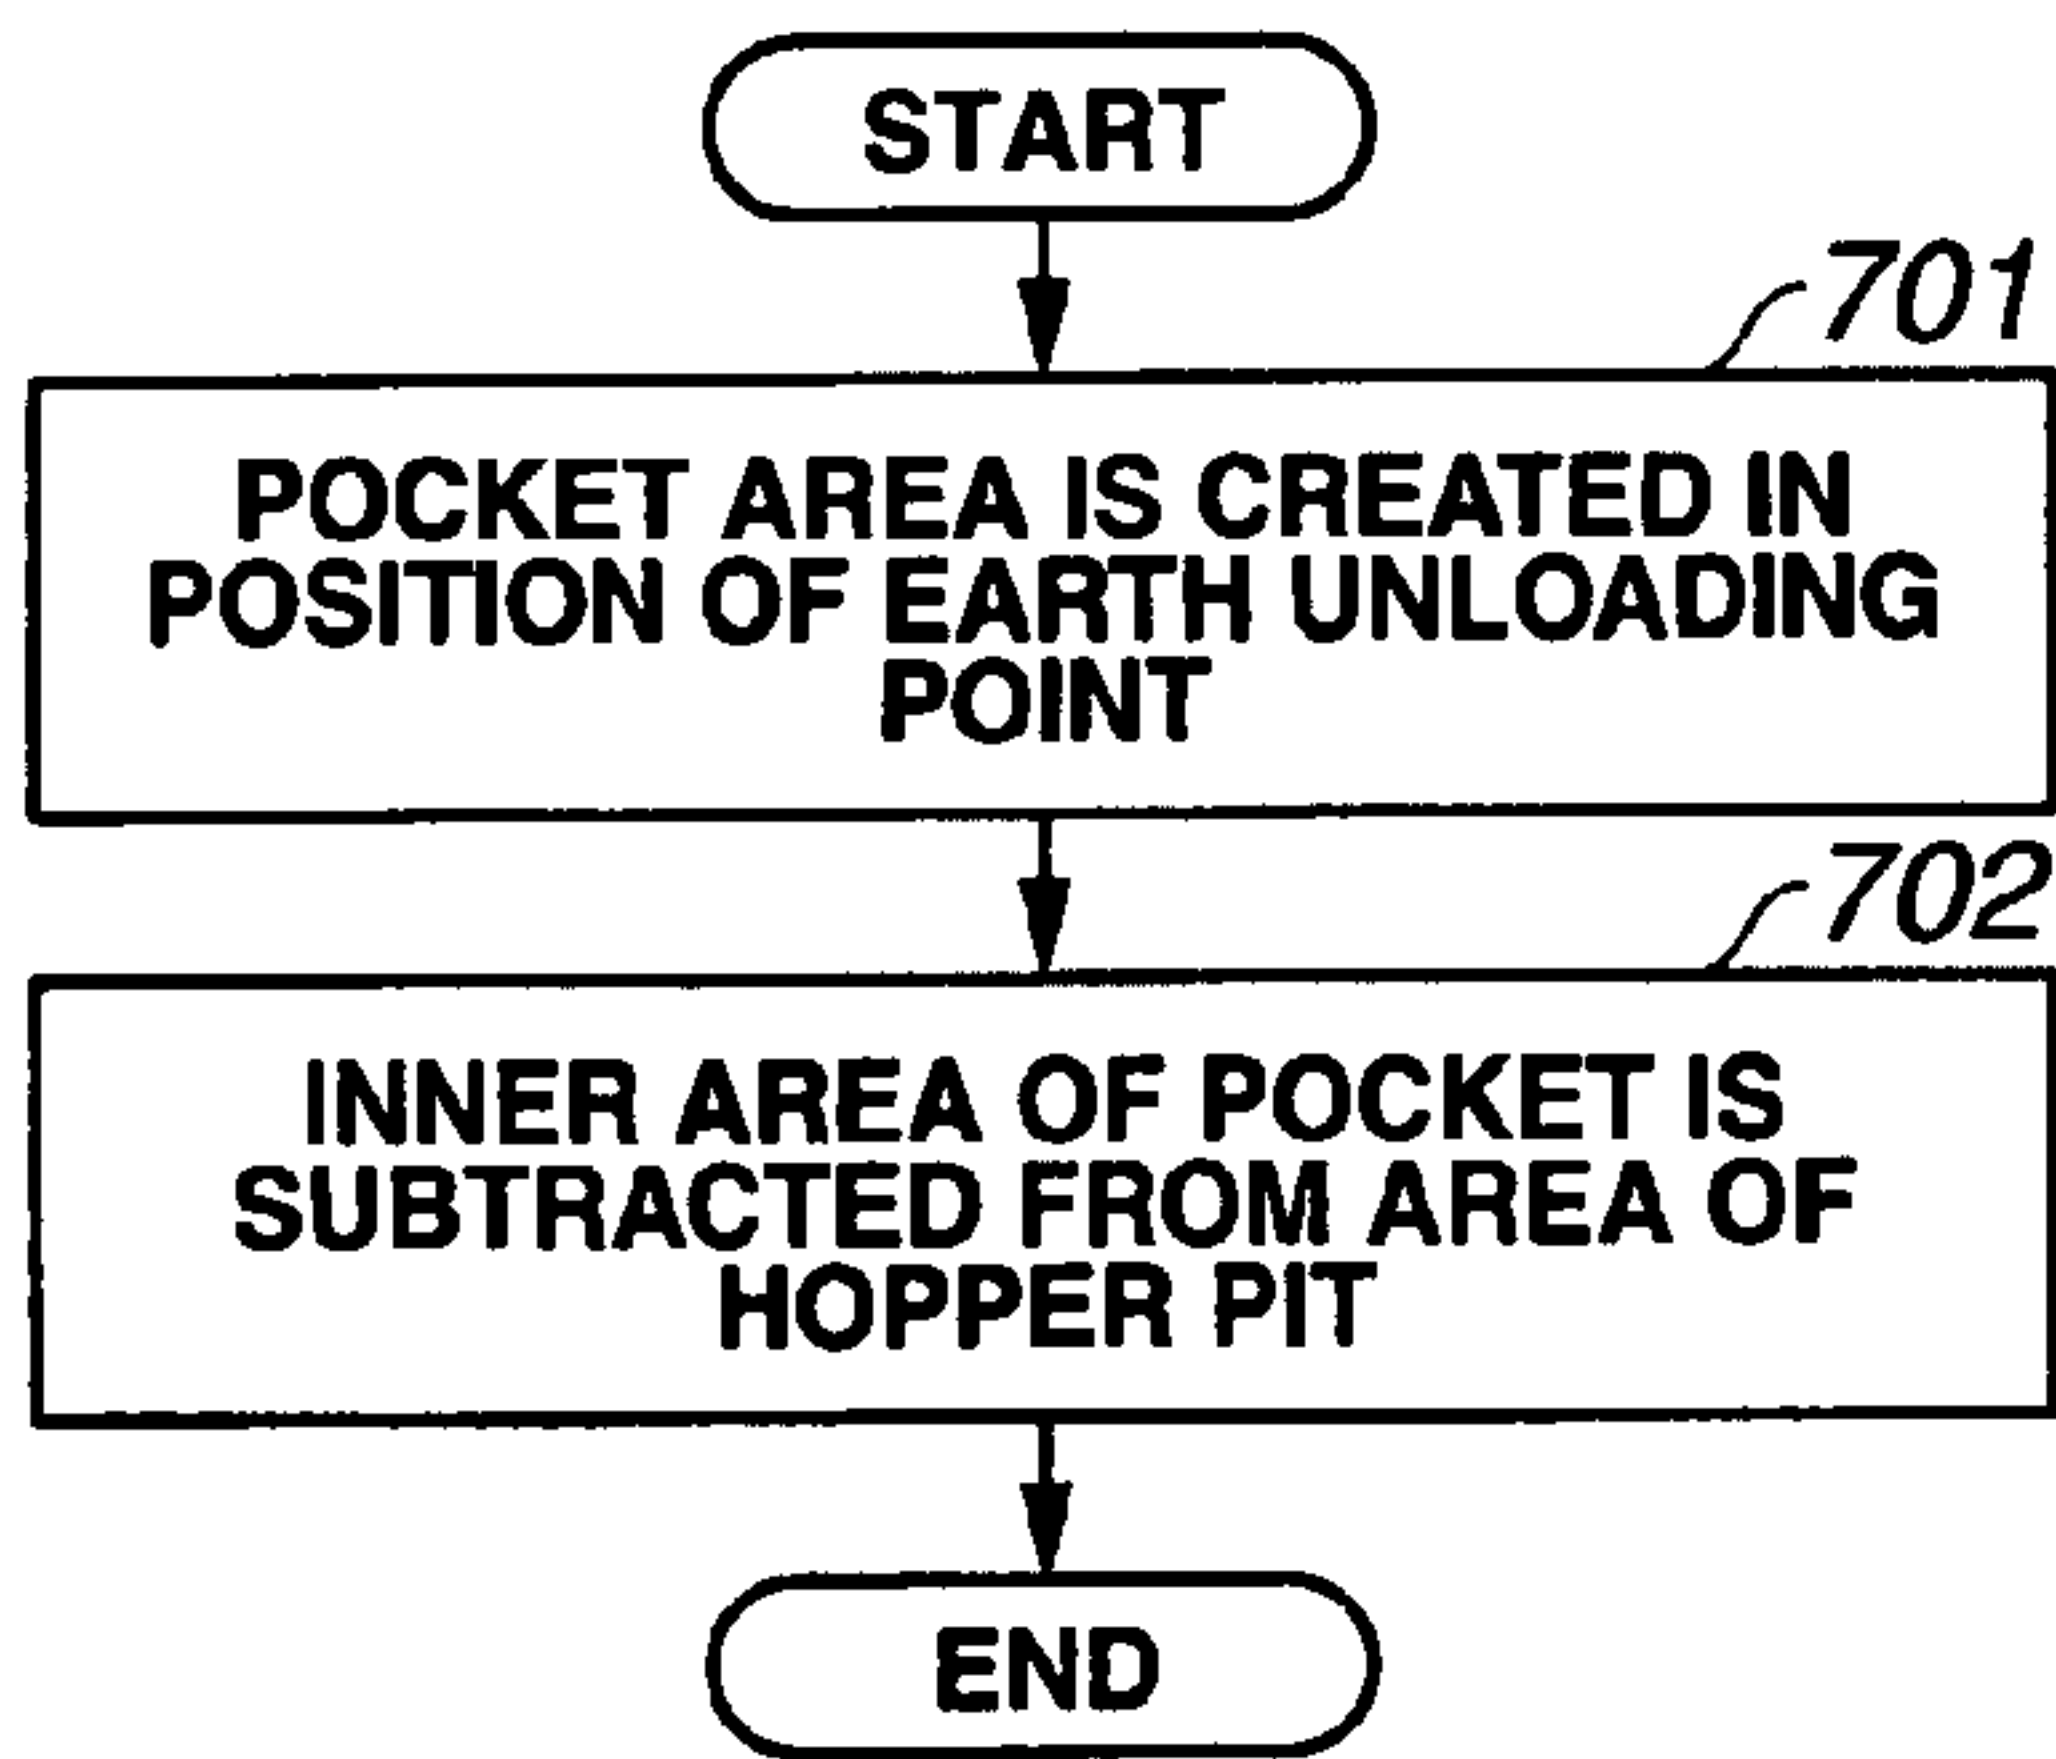 START
701
POCKET AREA IS CREATED IN
POSITION OF EARTH UNLOADING
POINT
702
INNER AREA OF POCKET IS
SUBTRACTED FROM AREA OF
HOPPER PIT
END